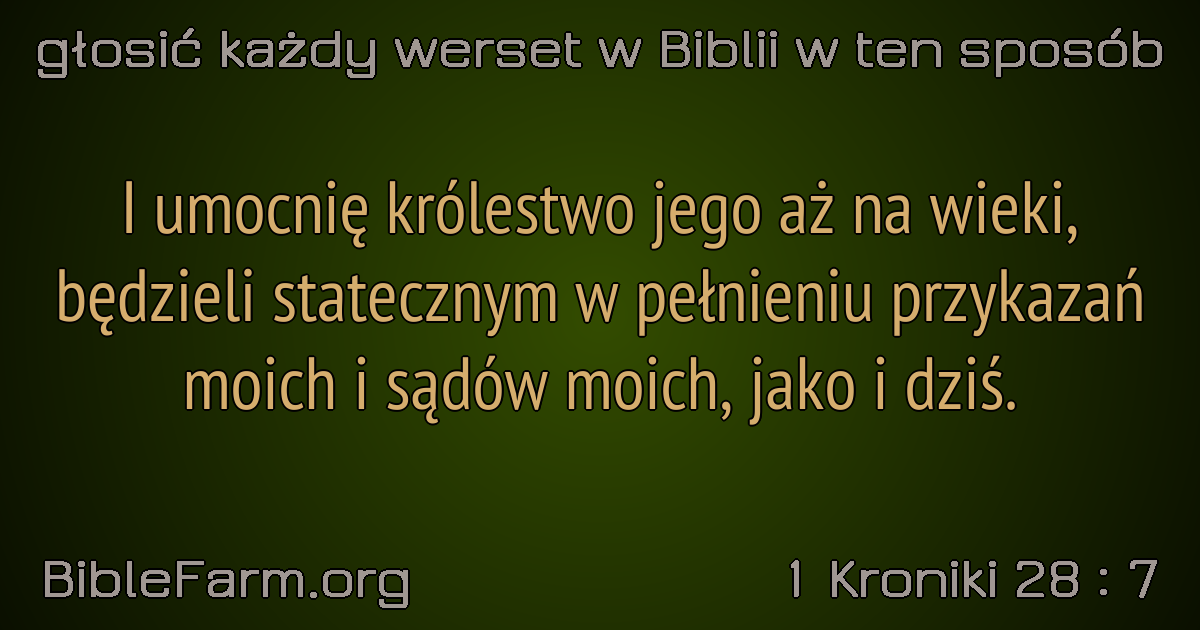 głosić każdy werset w Biblii w ten sposób
I umocnię królestwo jego aż na wieki,
będzieli statecznym w pełnieniu przykazań
moich i sądów moich, jako i dziś.
BibleFarm.org
1 Kroniki 28 : 7